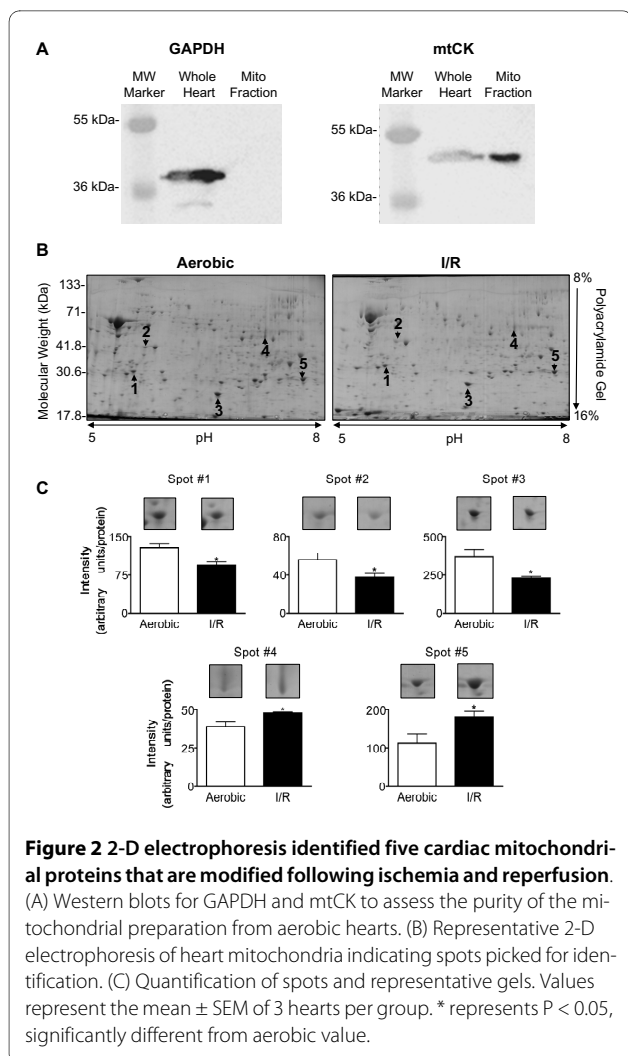 A
GAPDH
mtCK
MW Marker
Whole Heart
Mito Fraction
MW Marker
Whole Heart
Mito Fraction
55 kDa-
36 kDa-
55 kDa-
36 kDa-
B
Aerobic
I/R
Molecular Weight (kDa)
133-
71-
41.8-
30.6-
17.8-
1
2
3
4
5
1
2
3
4
5
8%
Polyacrylamide Gel
16%
5
pH
8
5
pH
8
C
Spot #1
Spot #2
Spot #3
Intensity
(arbitrary units/protein)
150
75
0
*
Aerobic
I/R
80
40
0
*
Aerobic
I/R
500
250
0
*
Aerobic
I/R
Spot #4
Spot #5
Intensity
(arbitrary units/protein)
50
25
0
*
Aerobic
I/R
200
100
0
*
Aerobic
I/R
Figure 2 2-D electrophoresis identified five cardiac mitochondri-
al proteins that are modified following ischemia and reperfusion.
(A) Western blots for GAPDH and mtCK to assess the purity of the mi-
tochondrial preparation from aerobic hearts. (B) Representative 2-D
electrophoresis of heart mitochondria indicating spots picked for iden-
tification. (C) Quantification of spots and representative gels. Values
represent the mean ± SEM of 3 hearts per group. * represents P < 0.05,
significantly different from aerobic value.